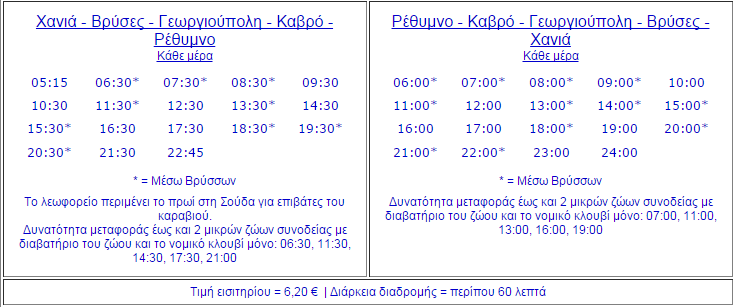 Χανιά - Βρύσες - Γεωργιούπολη - Καβρό -
Ρέθυμνο
Κάθε μέρα
05:15 06:30* 07:30* 08:30* 09:30
10:30 11:30* 12:30 13:30* 14:30
15:30* 16:30 17:30 18:30* 19:30*
20:30* 21:30 22:45
* = Μέσω Βρύσσων
Το λεωφορείο περιμένει το πρωί στη Σούδα για επιβάτες του
καραβιού.
Δυνατότητα μεταφοράς έως και 2 μικρών ζώων συνοδείας με
διαβατήριο του ζώου και το νομικό κλουβί μόνο: 06:30, 11:30,
14:30, 17:30, 21:00
Ρέθυμνο - Καβρό - Γεωργιούπολη - Βρύσες -
Χανιά
Κάθε μέρα
06:00* 07:00* 08:00* 09:00* 10:00
11:00* 12:00 13:00* 14:00* 15:00*
16:00 17:00 18:00* 19:00 20:00*
21:00* 22:00* 23:00 24:00
* = Μέσω Βρύσσων
Δυνατότητα μεταφοράς έως και 2 μικρών ζώων συνοδείας με
διαβατήριο του ζώου και το νομικό κλουβί μόνο: 07:00, 11:00,
13:00, 16:00, 19:00
Τιμή εισιτηρίου = 6,20 € | Διάρκεια διαδρομής = περίπου 60 λεπτά